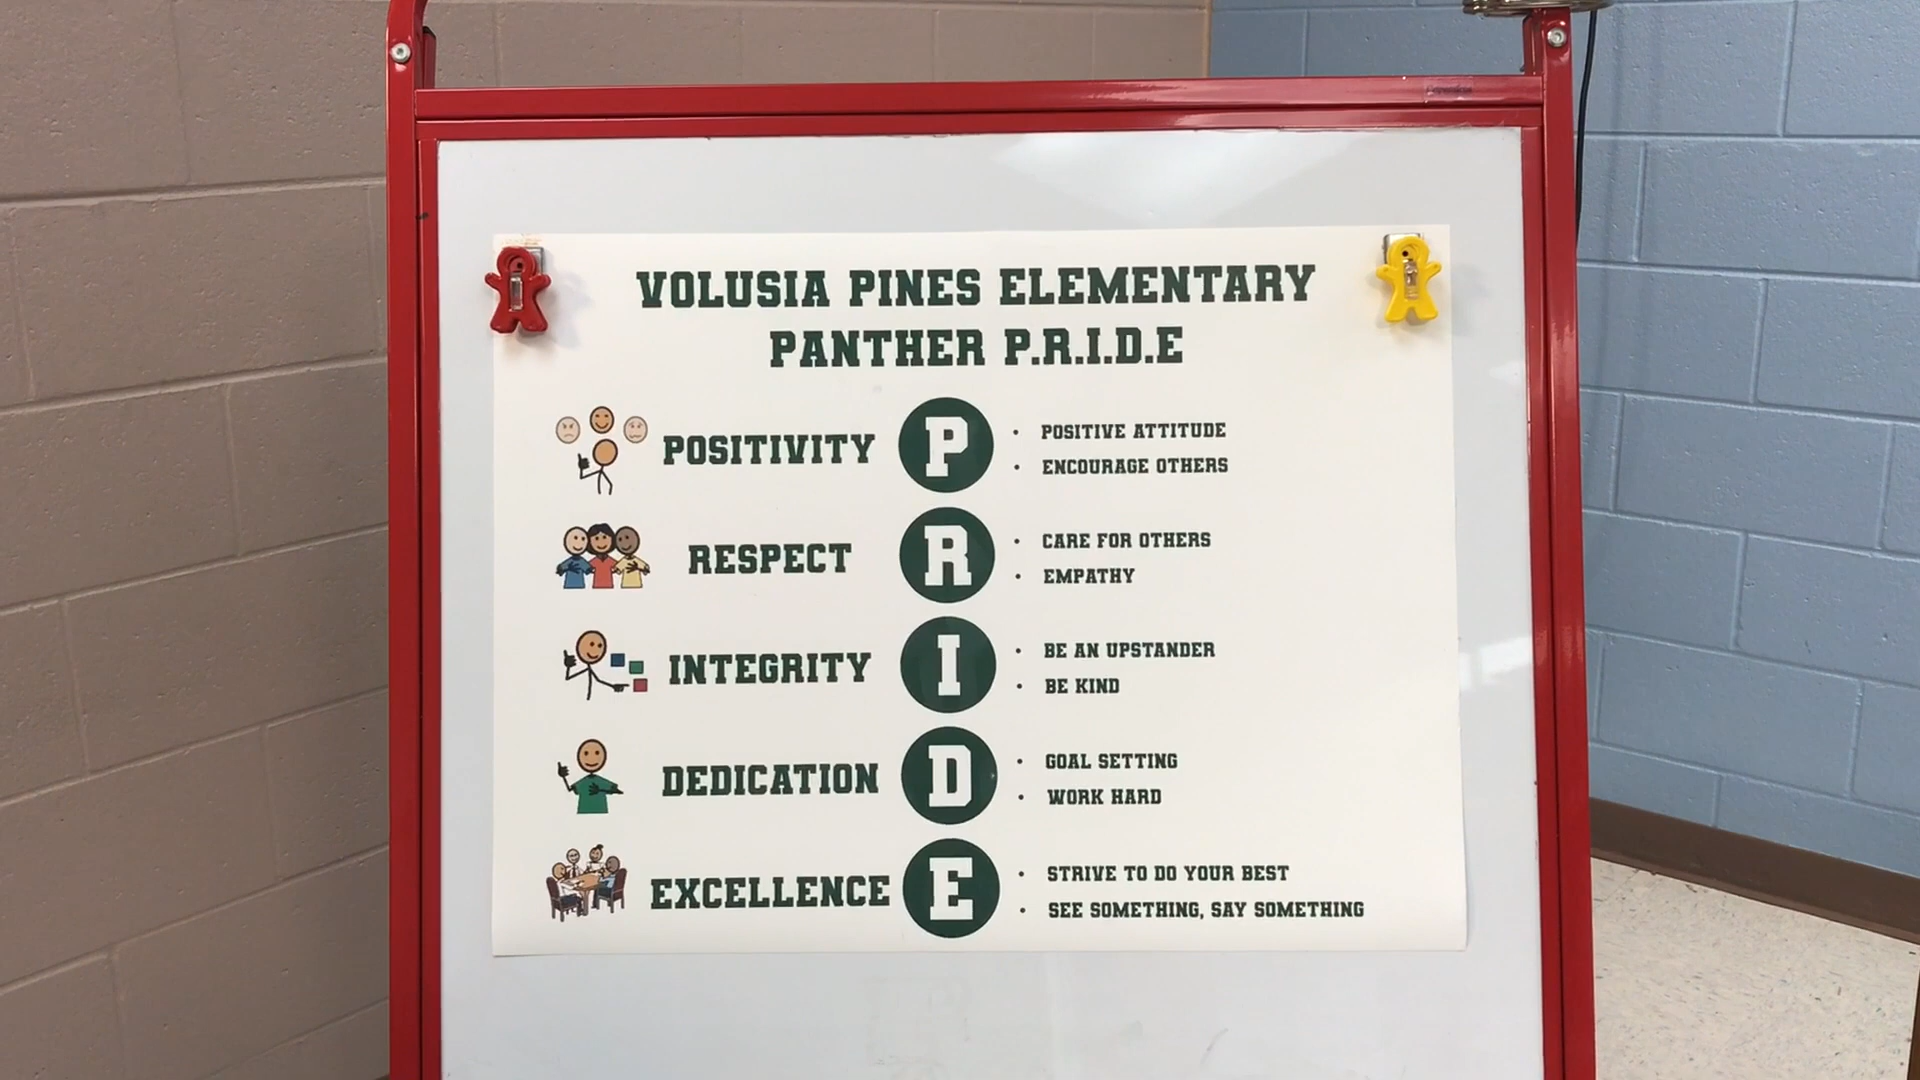 VOLUSIA PINES ELEMENTARY
PANTHER P.R.I.D.E
POSITIVITY P • POSITIVE ATTITUDE
• ENCOURAGE OTHERS
RESPECT R • CARE FOR OTHERS
• EMPATHY
INTEGRITY I • BE AN UPSTANDER
• BE KIND
DEDICATION D • GOAL SETTING
• WORK HARD
EXCELLENCE E • STRIVE TO DO YOUR BEST
• SEE SOMETHING, SAY SOMETHING